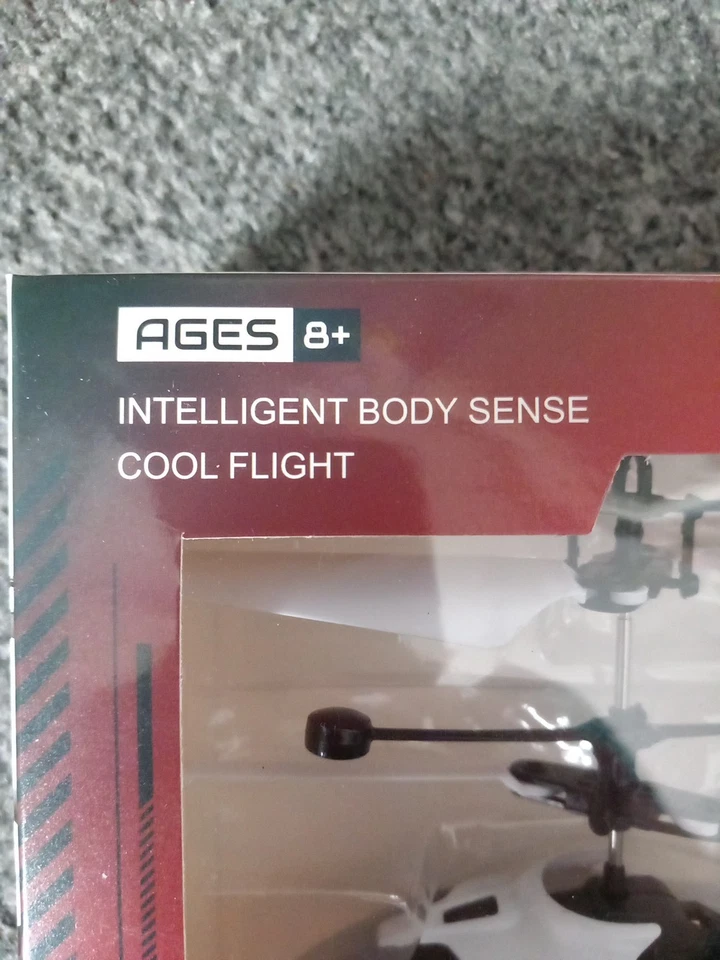 AGES 8+
INTELLIGENT BODY SENSE
COOL FLIGHT